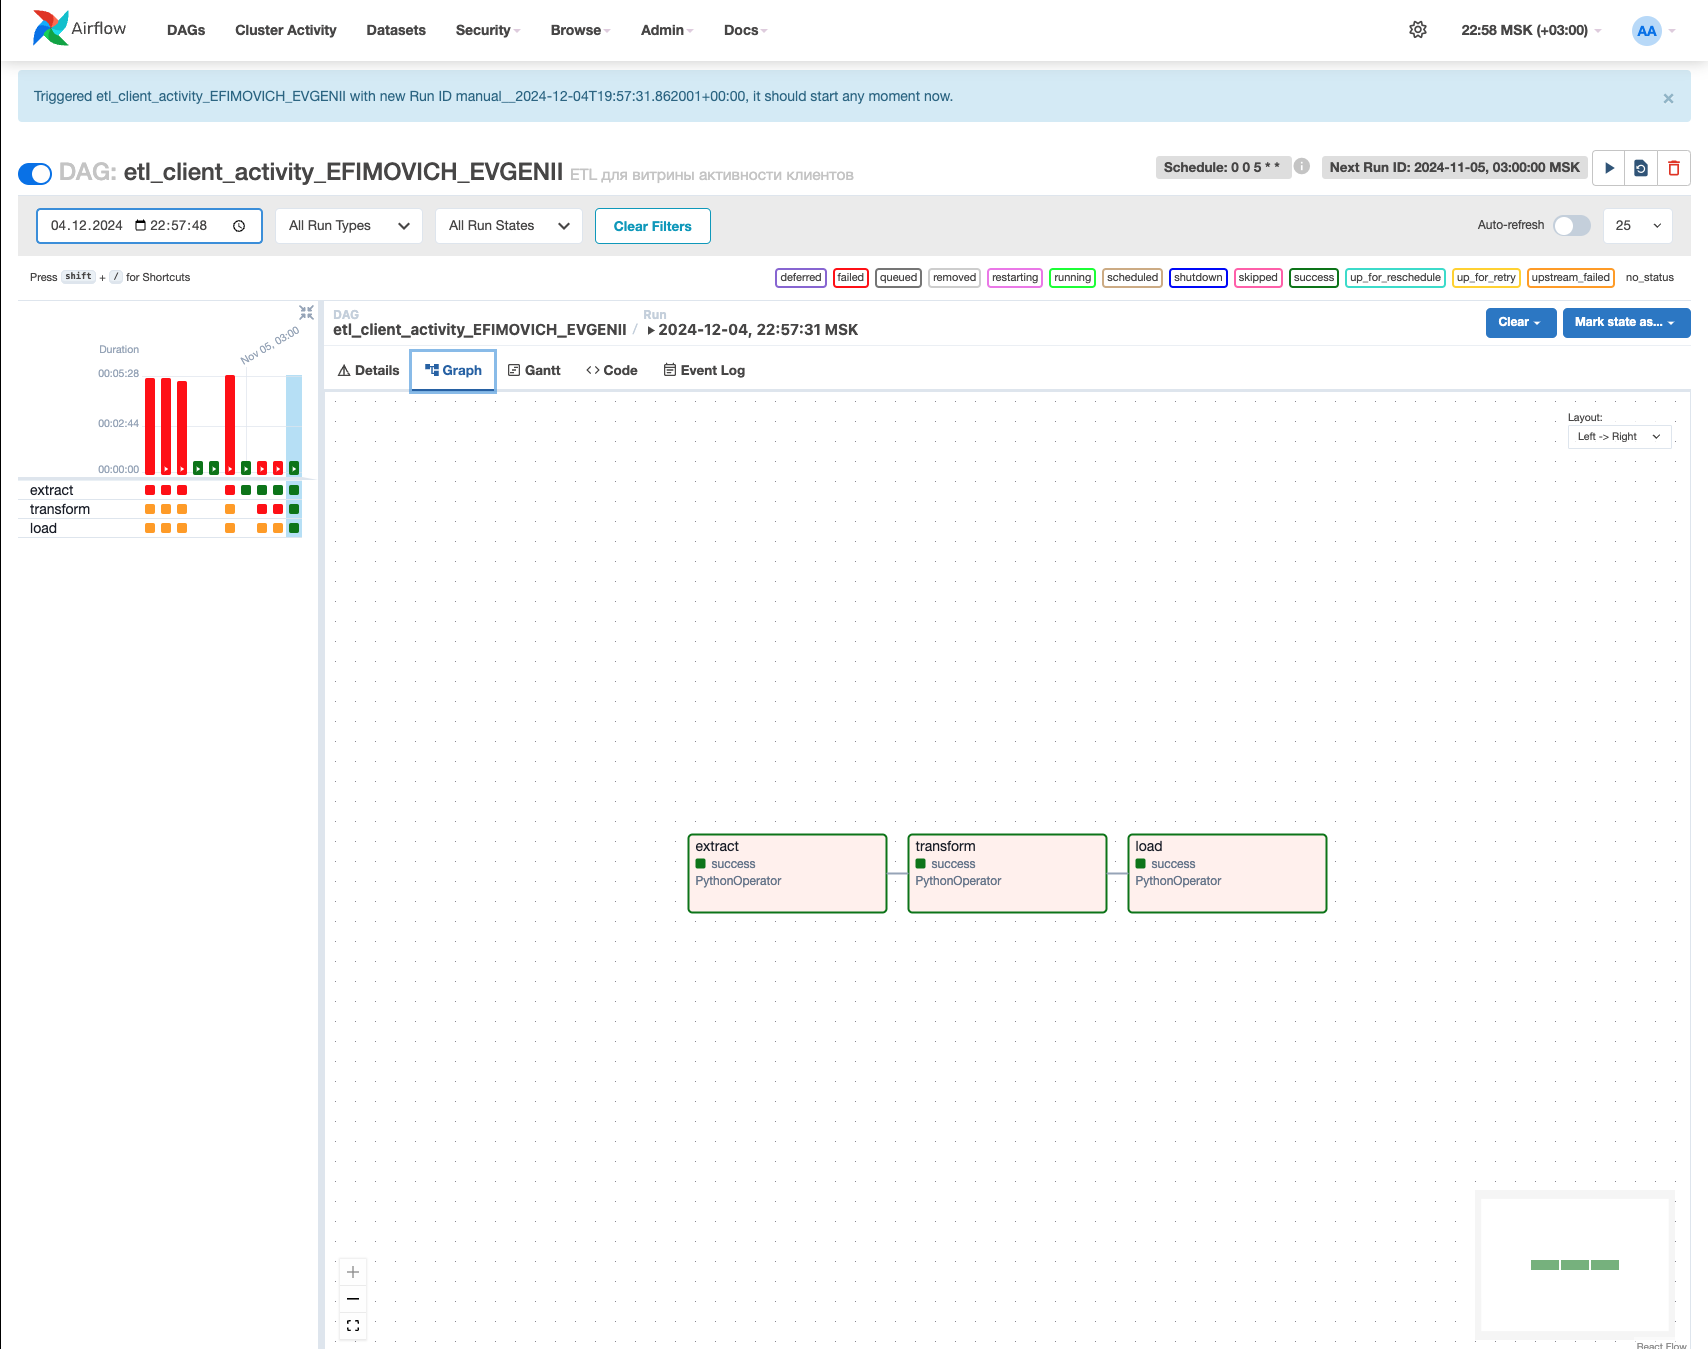 Airflow DAGs Cluster Activity Datasets Security Browse Admin Docs 22:58 MSK (+03:00) AA
Triggered etl_client_activity_EFIMOVICH_EVGENII with new Run ID manual__2024-12-04T19:57:31.862001+00:00, it should start any moment now. ×
DAG: etl_client_activity_EFIMOVICH_EVGENII ETL для витрины активности клиентов Schedule: 0 0 5 * * i Next Run ID: 2024-11-05, 03:00:00 MSK
04.12.2024 22:57:48 All Run Types All Run States Clear Filters Auto-refresh 25
Press shift + / for Shortcuts deferred failed queued removed restarting running scheduled shutdown skipped success up_for_reschedule up_for_retry upstream_failed no_status
Nov 05, 03:00
Duration
00:05:28
00:02:44
00:00:00
extract
transform
load
DAG Run
etl_client_activity_EFIMOVICH_EVGENII / 2024-12-04, 22:57:31 MSK
Clear Mark state as...
Details Graph Gantt Code Event Log
Layout:
Left -> Right
extract
success
PythonOperator
transform
success
PythonOperator
load
success
PythonOperator
React Flow